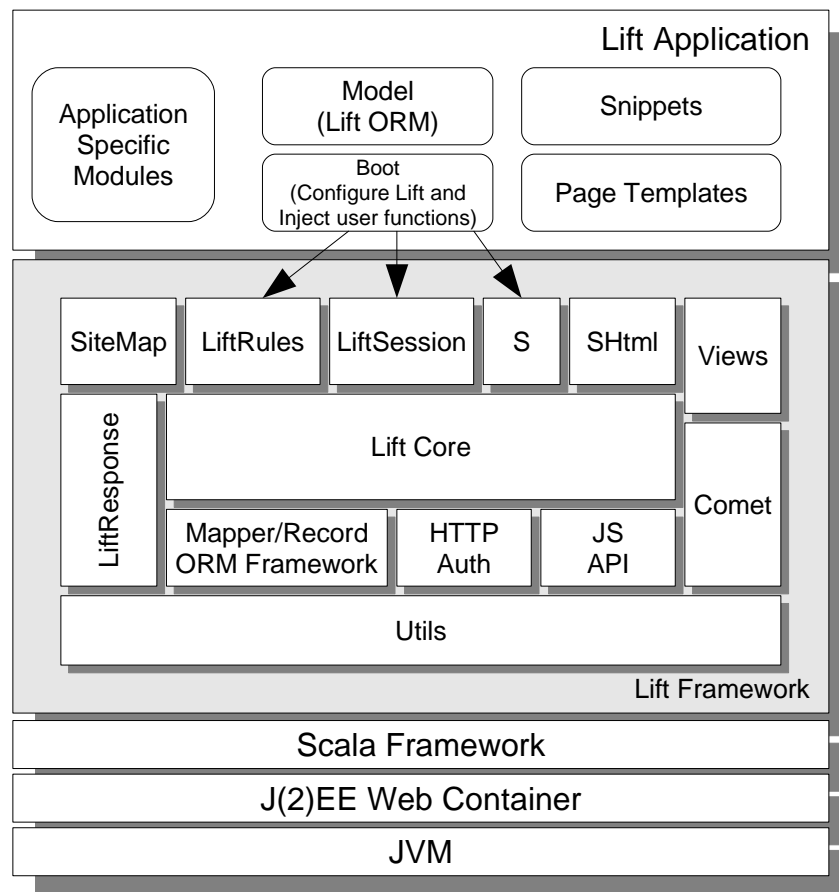 Lift Application
Application
Specific
Modules
Model
(Lift ORM)
Snippets
Boot
(Configure Lift and
Inject user functions)
Page Templates
SiteMap
LiftRules
LiftSession
S
SHtml
Views
LiftResponse
Lift Core
Comet
Mapper/Record
ORM Framework
HTTP
Auth
JS
API
Utils
Lift Framework
Scala Framework
J(2)EE Web Container
JVM